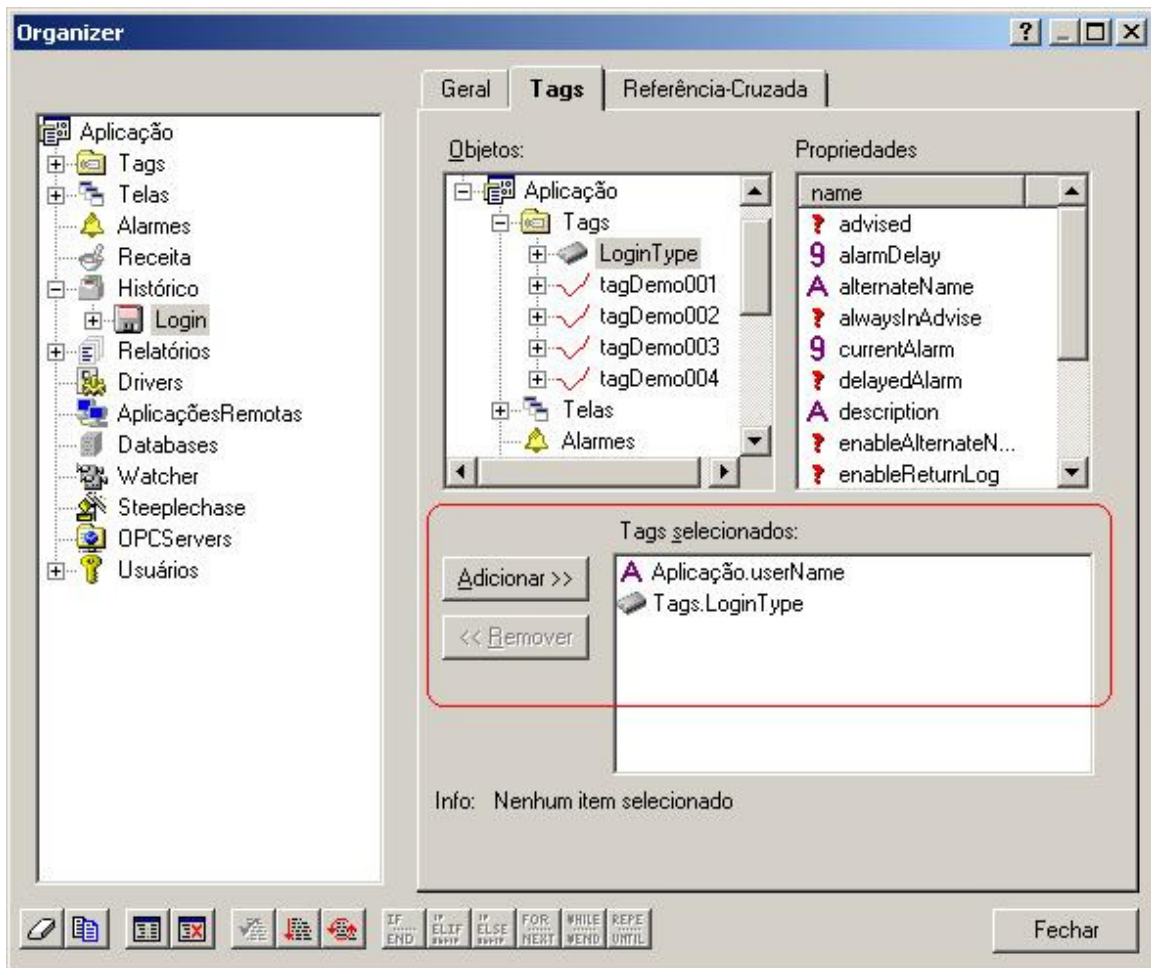 Organizer
Geral
Tags
Referência-Cruzada
Aplicação
Tags
Telas
Alarmes
Receita
Histórico
Login
Relatórios
Drivers
AplicaçõesRemotas
Databases
Watcher
Steeplechase
OPCServers
Usuários
Objetos:
Aplicação
Tags
LoginType
tagDemo001
tagDemo002
tagDemo003
tagDemo004
Telas
Alarmes
Propriedades
name
advised
alarmDelay
alternateName
alwaysInAdvise
currentAlarm
delayedAlarm
description
enableAlternateN...
enableReturnLog
Tags selecionados:
Adicionar >>
<< Remover
Aplicação.userName
Tags.LoginType
Info: Nenhum item selecionado
IF END
IF ELIF
IF ELSE
FOR NEXT
WHILE WEND
REPE UNTIL
Fechar